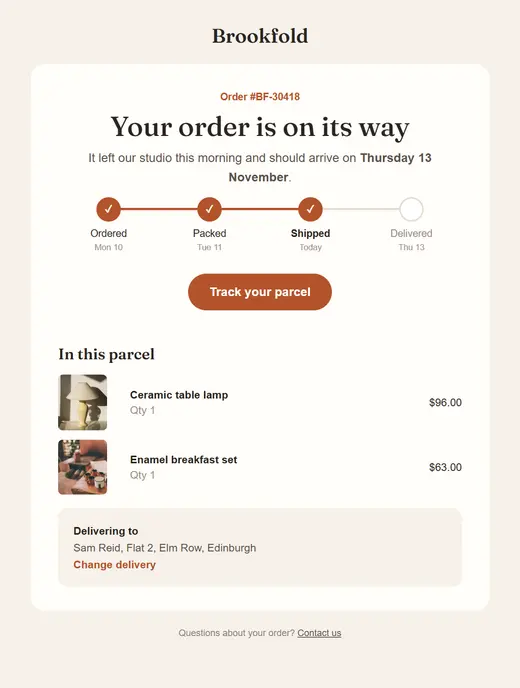 Brookfold
Order #BF-30418
Your order is on its way
It left our studio this morning and should arrive on Thursday 13
November.
Ordered
Mon 10
Packed
Tue 11
Shipped
Today
Delivered
Thu 13
Track your parcel
In this parcel
Ceramic table lamp
Qty 1
$96.00
Enamel breakfast set
Qty 1
$63.00
Delivering to
Sam Reid, Flat 2, Elm Row, Edinburgh
Change delivery
Questions about your order? Contact us